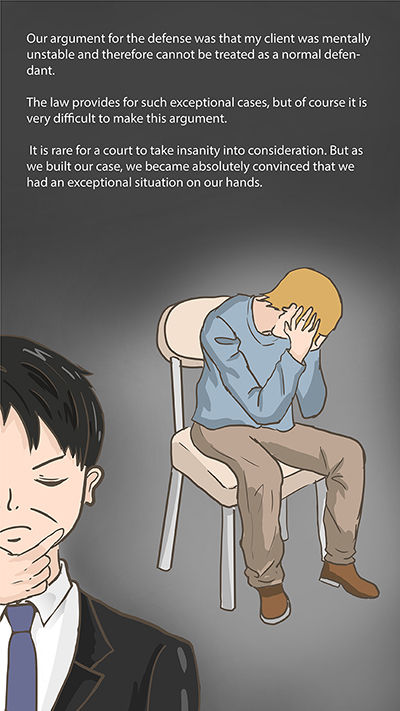 Our argument for the defense was that my client was mentally
unstable and therefore cannot be treated as a normal defen-
dant.
The law provides for such exceptional cases, but of course it is
very difficult to make this argument.
It is rare for a court to take insanity into consideration. But as
we built our case, we became absolutely convinced that we
had an exceptional situation on our hands.